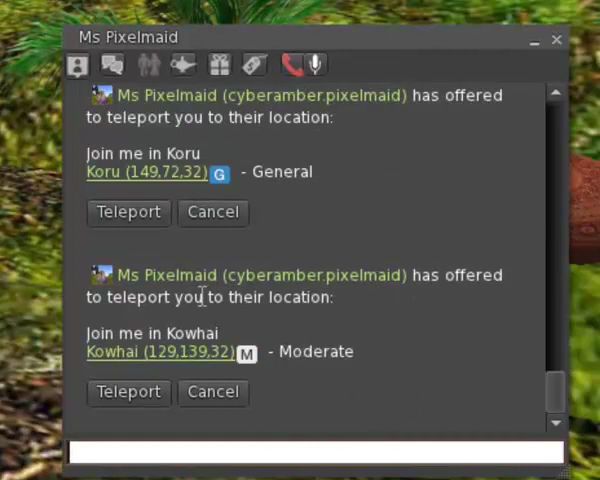 Ms Pixelmaid
Ms Pixelmaid (cyberamber.pixelmaid) has offered
to teleport you to their location:
Join me in Koru
Koru (149,72,32) G - General
Teleport Cancel
Ms Pixelmaid (cyberamber.pixelmaid) has offered
to teleport you to their location:
Join me in Kowhai
Kowhai (129,139,32) M - Moderate
Teleport Cancel